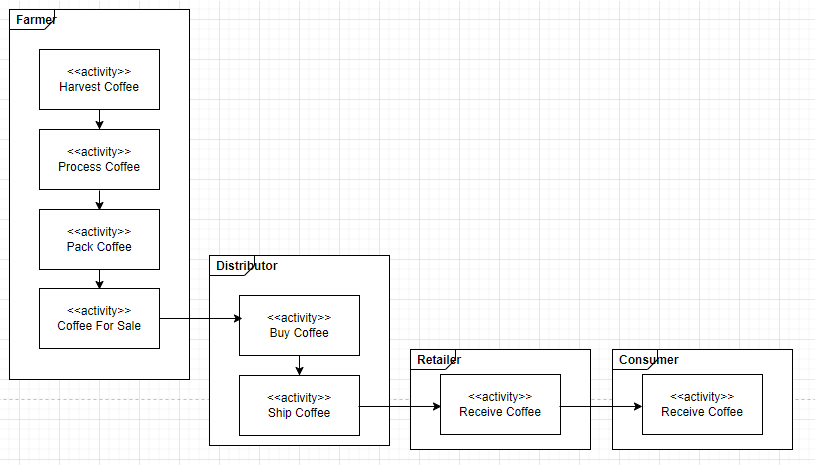 Farmer
<<activity>>
Harvest Coffee
<<activity>>
Process Coffee
<<activity>>
Pack Coffee
<<activity>>
Coffee For Sale
Distributor
<<activity>>
Buy Coffee
<<activity>>
Ship Coffee
Retailer
<<activity>>
Receive Coffee
Consumer
<<activity>>
Receive Coffee